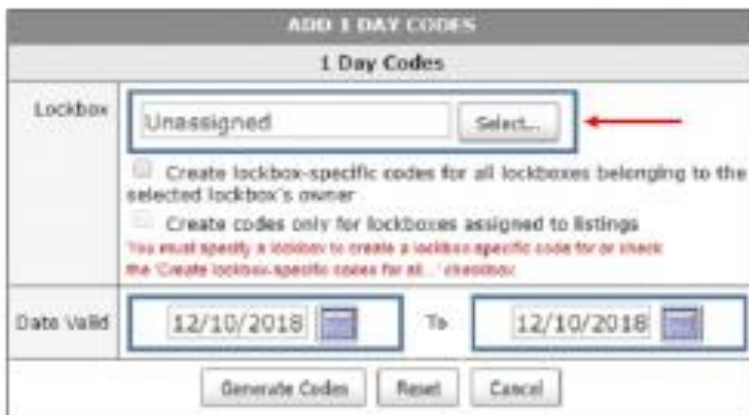 ADD 1 DAY CODES
1 Day Codes
Lockbox
Unassigned Select...
Create lockbox-specific codes for all lockboxes belonging to the
selected lockbox's owner
Create codes only for lockboxes assigned to listings
You must specify a lockbox to create a lockbox-specific code for or check
the 'Create lockbox-specific codes for all...' checkbox.
Date Valid 12/10/2018 To 12/10/2018
Generate Codes Reset Cancel